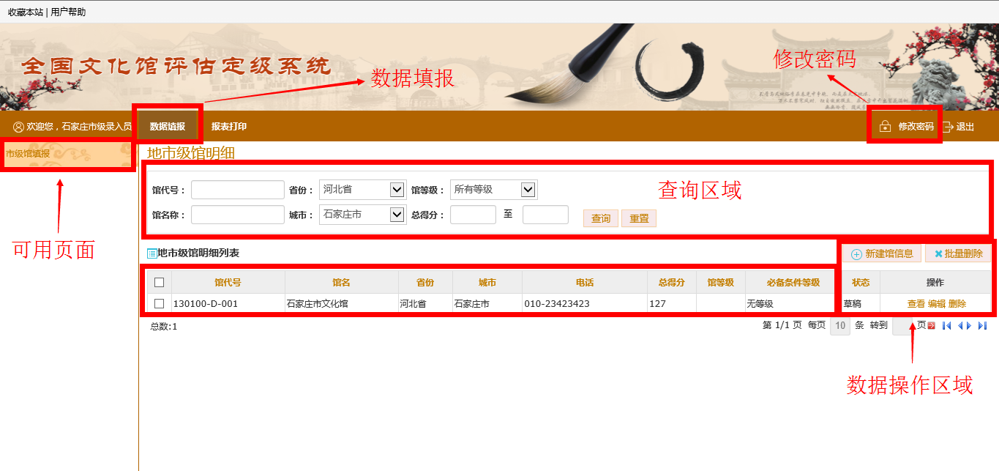 收藏本站 | 用户帮助
全国文化馆评估定级系统
数据填报
修改密码
欢迎您，石家庄市级录入员
数据填报
报表打印
修改密码
退出
市级馆填报
地市级馆明细
馆代号：
省份：
河北省
馆等级：
所有等级
查询区域
馆名称：
城市：
石家庄市
总得分：
至
查询
重置
可用页面
地市级馆明细列表
新建馆信息
批量删除
馆代号 馆名 省份 城市 电话 总得分 馆等级 必备条件等级 状态 操作
130100-D-001 石家庄市文化馆 河北省 石家庄市 010-23423423 127 无等级 草稿 查看 编辑 删除
总数:1
第 1/1 页 每页 10 条 转到 页
数据操作区域